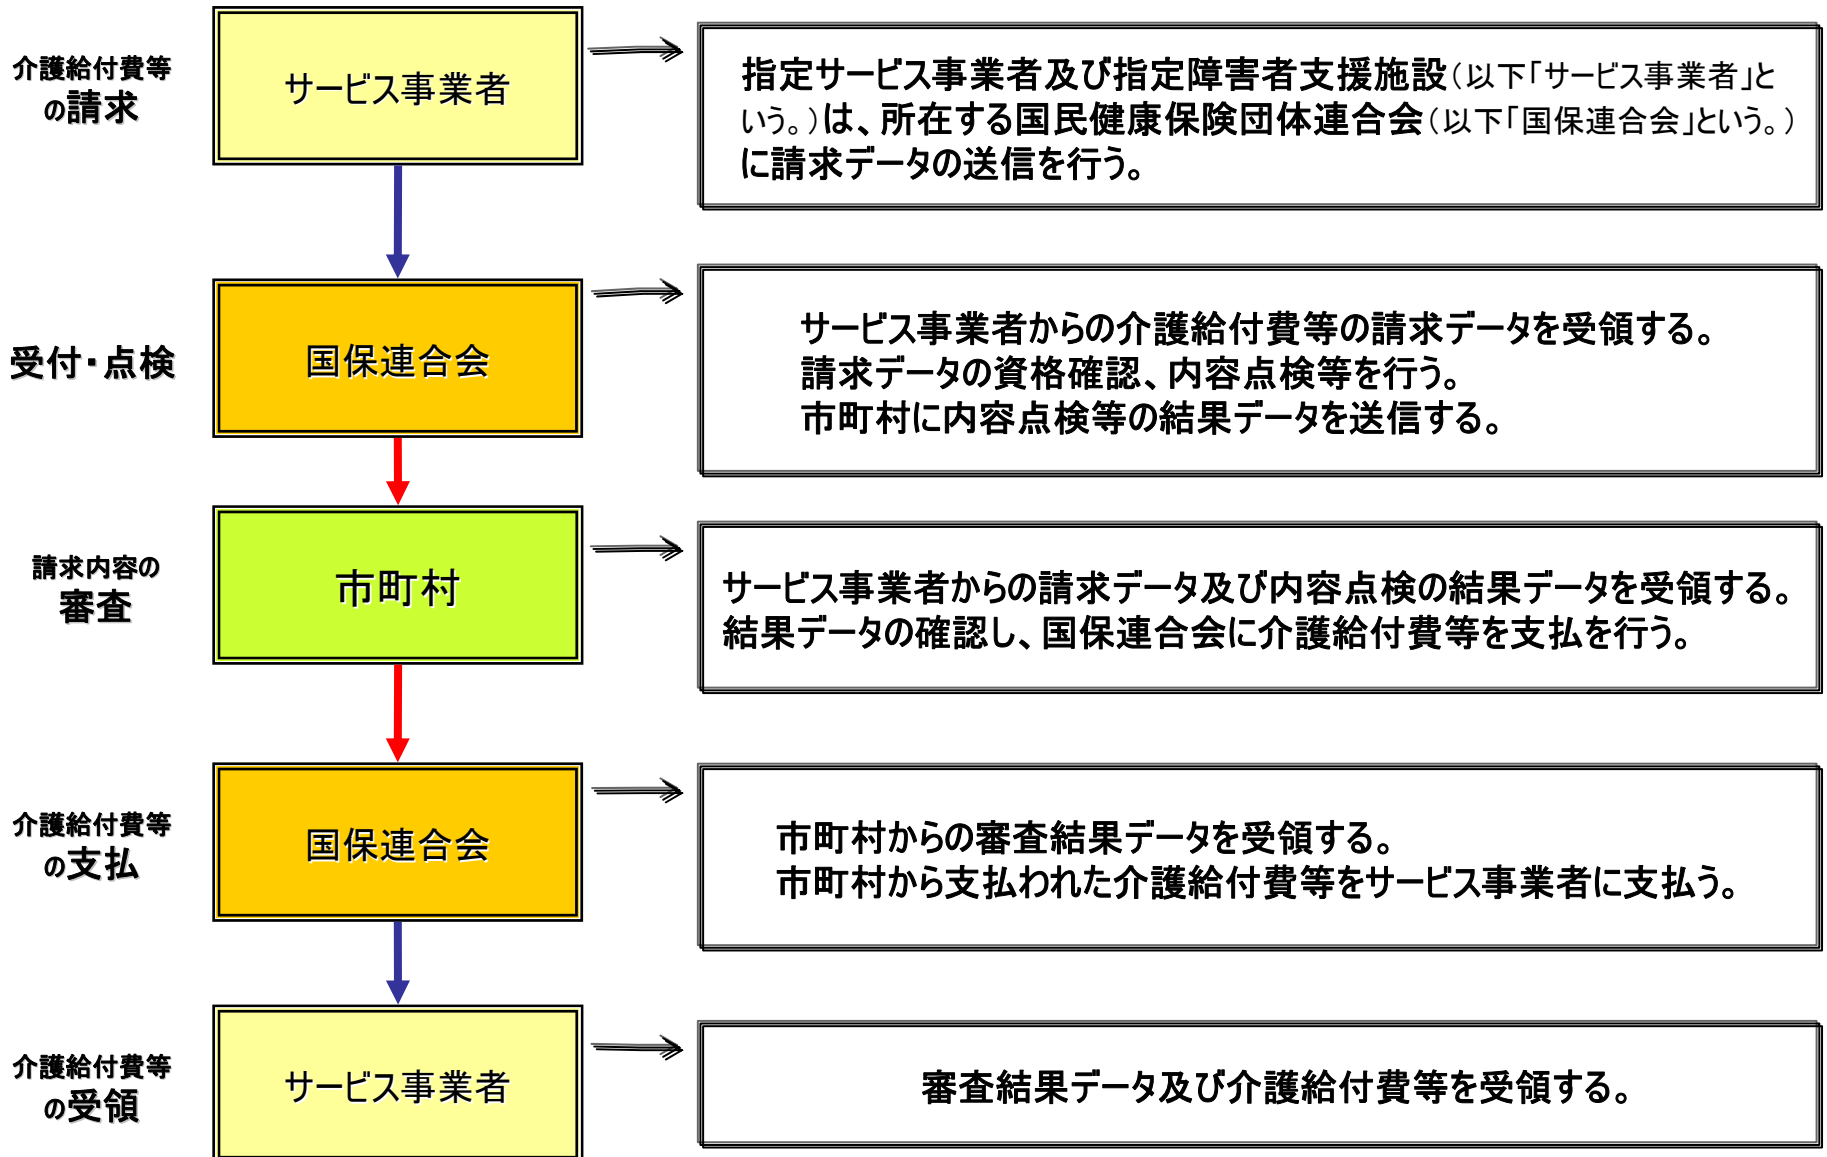 介護給付費等
の請求
サービス事業者
指定サービス事業者及び指定障害者支援施設（以下「サービス事業者」と
いう。）は、所在する国民健康保険団体連合会（以下「国保連合会」という。）
に請求データの送信を行う。
受付・点検
国保連合会
サービス事業者からの介護給付費等の請求データを受領する。
請求データの資格確認、内容点検等を行う。
市町村に内容点検等の結果データを送信する。
請求内容の
審査
市町村
サービス事業者からの請求データ及び内容点検の結果データを受領する。
結果データの確認し、国保連合会に介護給付費等を支払を行う。
介護給付費等
の支払
国保連合会
市町村からの審査結果データを受領する。
市町村から支払われた介護給付費等をサービス事業者に支払う。
介護給付費等
の受領
サービス事業者
審査結果データ及び介護給付費等を受領する。